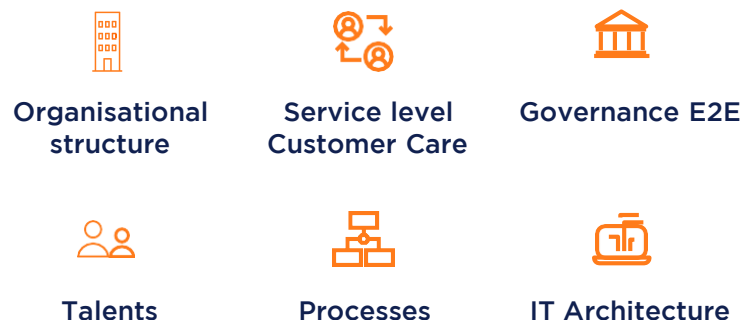 Organisational
structure
Service level
Customer Care
Governance E2E
Talents
Processes
IT Architecture